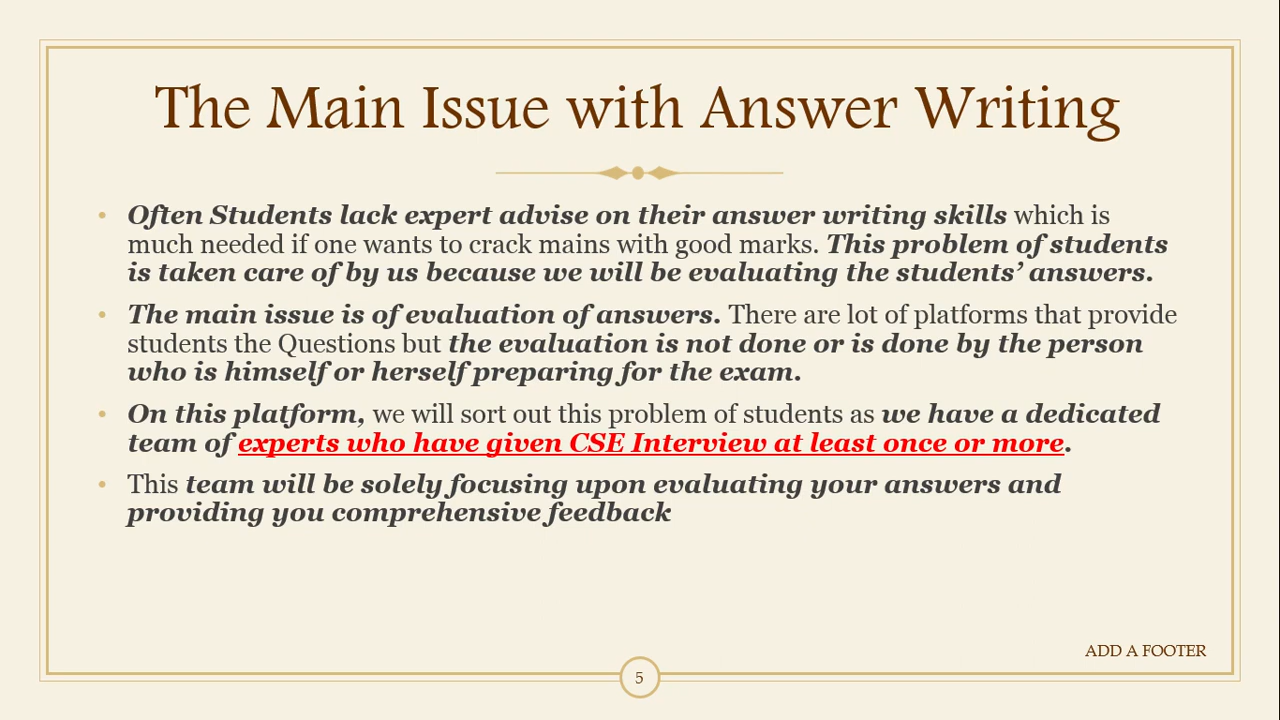 The Main Issue with Answer Writing
• Often Students lack expert advise on their answer writing skills which is
much needed if one wants to crack mains with good marks. This problem of students
is taken care of by us because we will be evaluating the students’ answers.
• The main issue is of evaluation of answers. There are lot of platforms that provide
students the Questions but the evaluation is not done or is done by the person
who is himself or herself preparing for the exam.
• On this platform, we will sort out this problem of students as we have a dedicated
team of experts who have given CSE Interview at least once or more.
• This team will be solely focusing upon evaluating your answers and
providing you comprehensive feedback
ADD A FOOTER
5